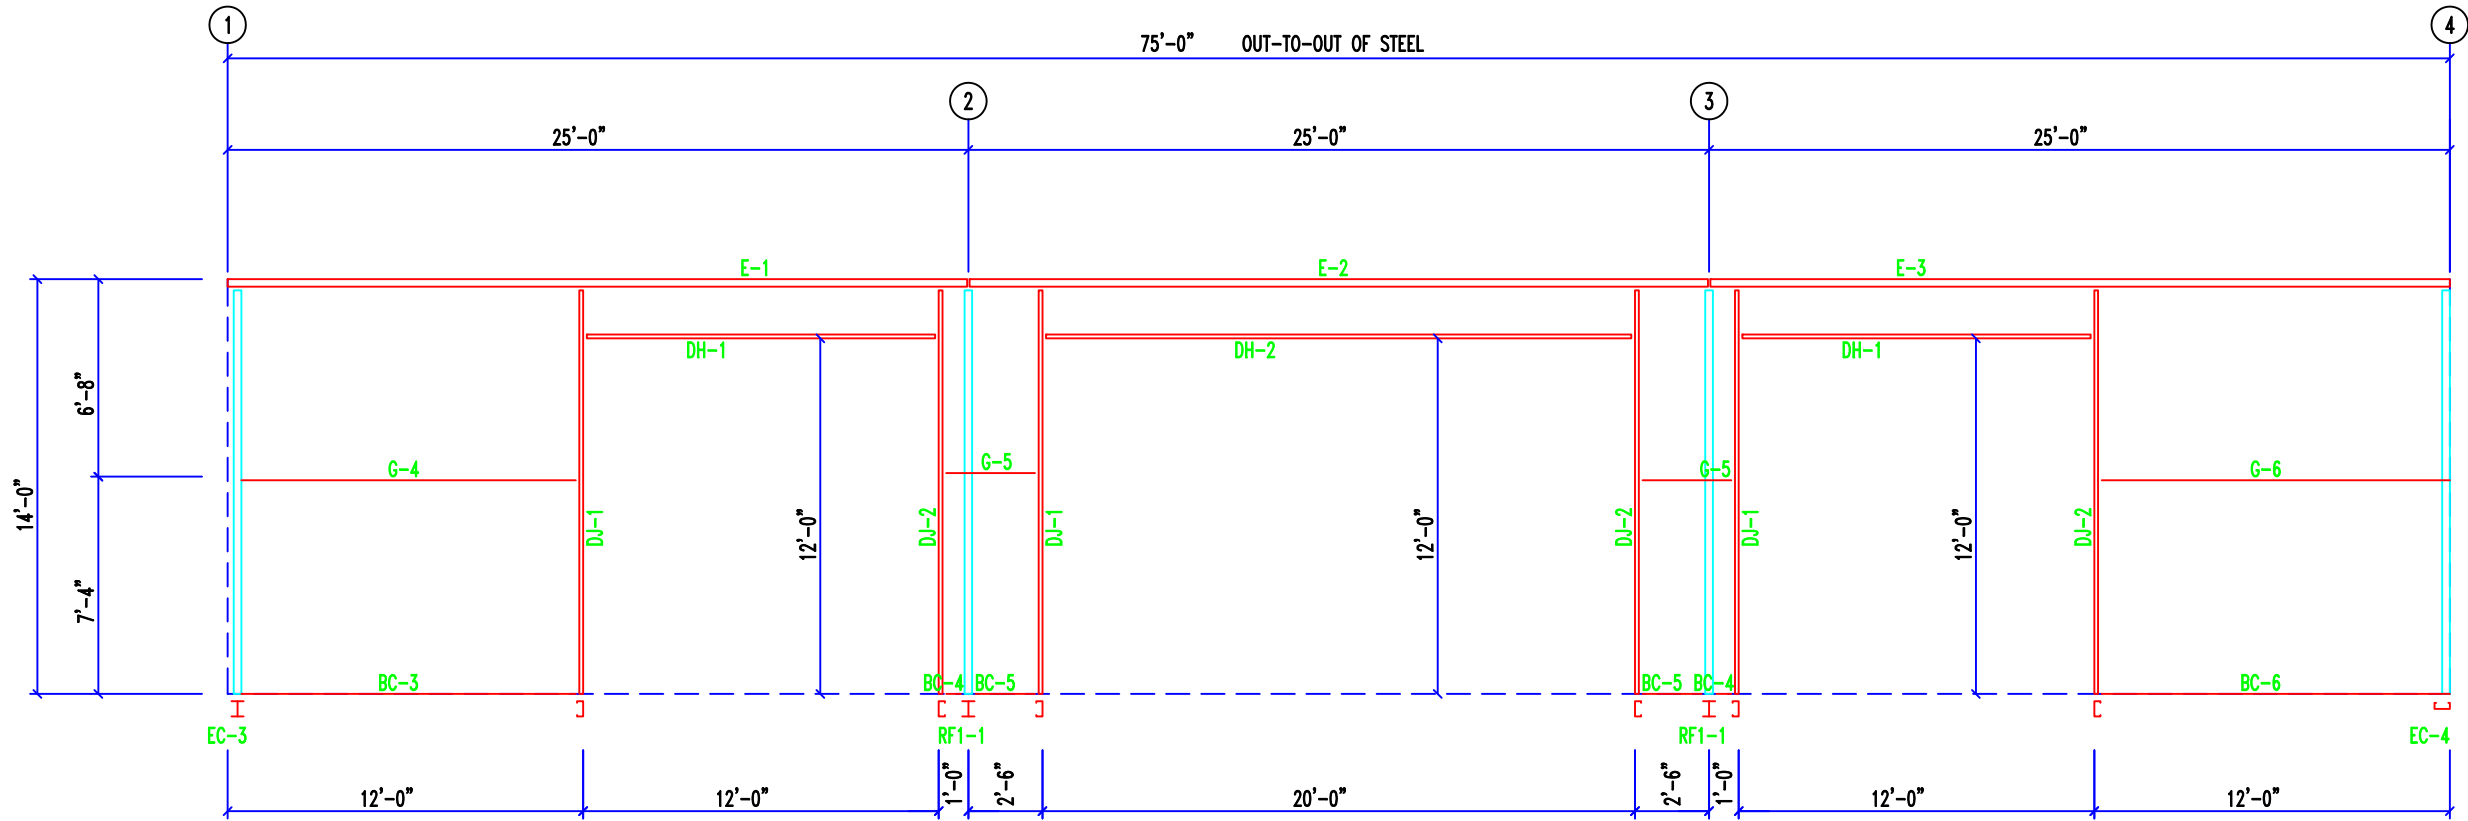 1
4
75'-0" OUT-TO-OUT OF STEEL
2
3
25'-0" 25'-0" 25'-0"
E-1 E-2 E-3
DH-1 DH-2 DH-1
6'-8"
G-4 G-5 G-5 G-6
14'-0"
DJ-1 12'-0" DJ-2 DJ-1 12'-0" DJ-2 DJ-1 12'-0" DJ-2
7'-4"
BC-3 BC-4 BC-5 BC-5 BC-4 BC-6
EC-3 RF1-1 RF1-1 EC-4
12'-0" 12'-0" 1'-0" 2'-6" 20'-0" 2'-6" 1'-0" 12'-0" 12'-0"